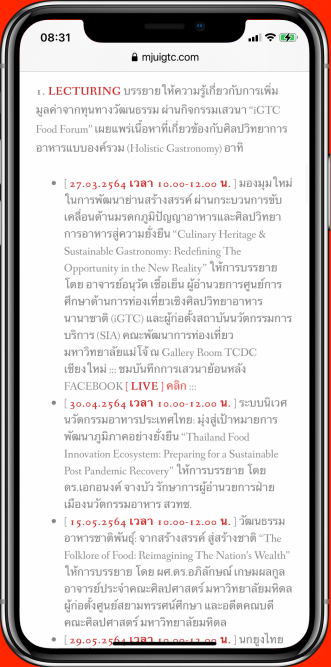 08:31
mjuigtc.com
1. LECTURING บรรยาย ให้ความรู้เกี่ยวกับการเพิ่ม
มูลค่าจากทุนทางวัฒนธรรม ผ่านกิจกรรมเสวนา “iGTC
Food Forum” เผยแพร่เนื้อหาที่เกี่ยวข้องกับศิลปวิทยาการ
อาหารแบบองค์รวม (Holistic Gastronomy) อาทิ
• [ 27.03.2564 เวลา 10.00-12.00 น. ] มองมุมใหม่
ในการพัฒนาย่านสร้างสรรค์ ผ่านกระบวนการขับ
เคลื่อนด้านมรดกภูมิปัญญาอาหารและศิลปวิทยา
การอาหารสู่ความยั่งยืน “Culinary Heritage &
Sustainable Gastronomy: Redefining The
Opportunity in the New Reality” ให้การบรรยาย
โดย อาจารย์อนุวัต เชื้อเย็น ผู้อำนวยการศูนย์การ
ศึกษาด้านการท่องเที่ยวเชิงศิลปวิทยาอาหาร
นานาชาติ (iGTC) และผู้ก่อตั้งสถาบันนวัตกรรมการ
บริการ (SIA) คณะพัฒนาการท่องเที่ยว
มหาวิทยาลัยแม่โจ้ ณ Gallery Room TCDC
เชียงใหม่ ::: ชมบันทึกการเสวนาย้อนหลัง
FACEBOOK [ LIVE ] คลิก :::
• [ 30.04.2564 เวลา 10.00-12.00 น. ] ระบบนิเวศ
นวัตกรรมอาหารประเทศไทย: มุ่งสู่เป้าหมายการ
พัฒนาภูมิภาคอย่างยั่งยืน “Thailand Food
Innovation Ecosystem: Preparing for a Sustainable
Post Pandemic Recovery” ให้การบรรยาย โดย
ดร.เอกอนงค์ จางบัว รักษาการผู้อำนวยการฝ่าย
เมืองนวัตกรรมอาหาร สวทช.
• [ 15.05.2564 เวลา 10.00-12.00 น. ] วัฒนธรรม
อาหารชาติพันธุ์: จากสร้างสรรค์ สู่สร้างชาติ “The
Folklore of Food: Reimagining The Nation’s Wealth”
ให้การบรรยาย โดย ผศ.ดร.อภิลักษณ์ เกษมผลกูล
อาจารย์ประจำคณะศิลปศาสตร์ มหาวิทยาลัยมหิดล
ผู้ก่อตั้งศูนย์สยามทรรศน์ศึกษา และอดีตคณบดี
คณะศิลปศาสตร์ มหาวิทยาลัยมหิดล
• [ 29.05.2564 เวลา 10.00-12.00 น. ] นกยูงไทย